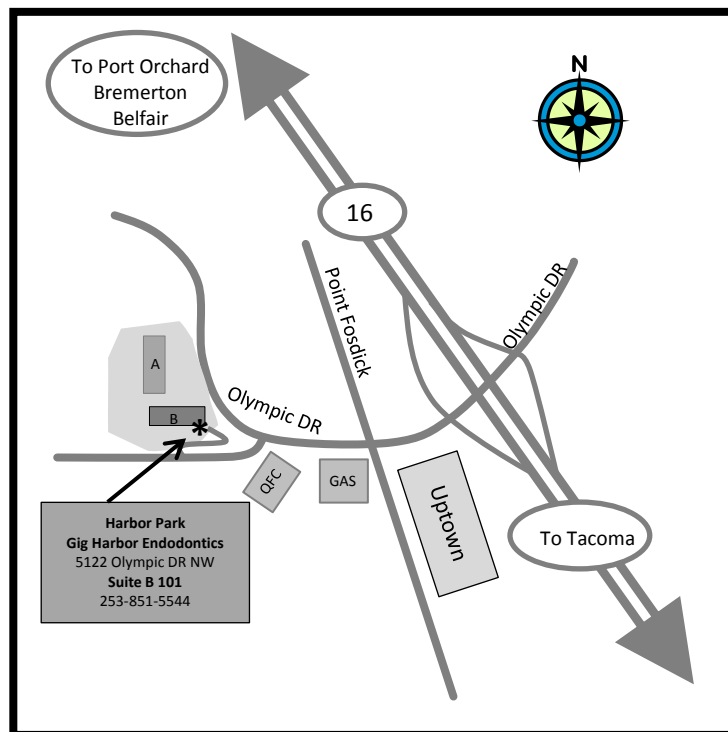 To Port Orchard
Bremerton
Belfair
N
16
Point Fosdick
Olympic DR
A
B
*
Olympic DR
QFC
GAS
Uptown
To Tacoma
Harbor Park
Gig Harbor Endodontics
5122 Olympic DR NW
Suite B 101
253-851-5544